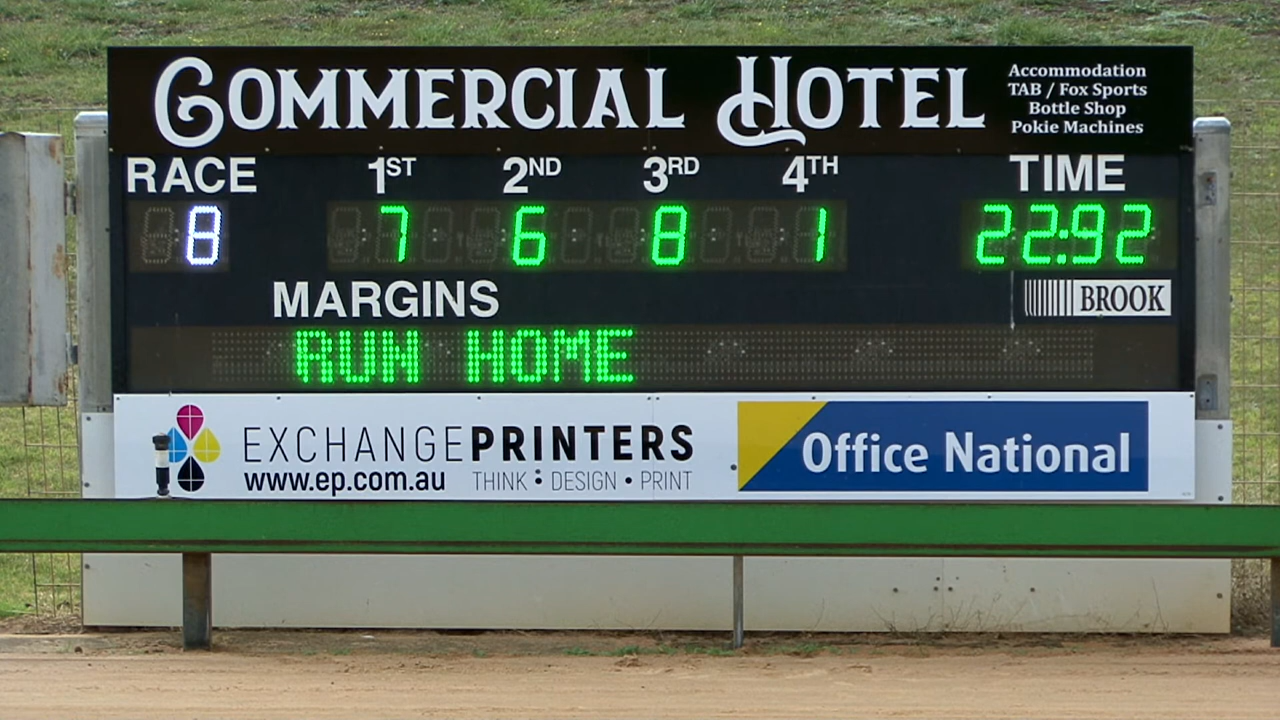 COMMERCIAL HOTEL
Accommodation
TAB / Fox Sports
Bottle Shop
Pokie Machines
RACE 1ST 2ND 3RD 4TH TIME
8 7 6 8 1 22:92
MARGINS
BROOK
RUN HOME
EXCHANGEPRINTERS
www.ep.com.au THINK : DESIGN • PRINT
Office National